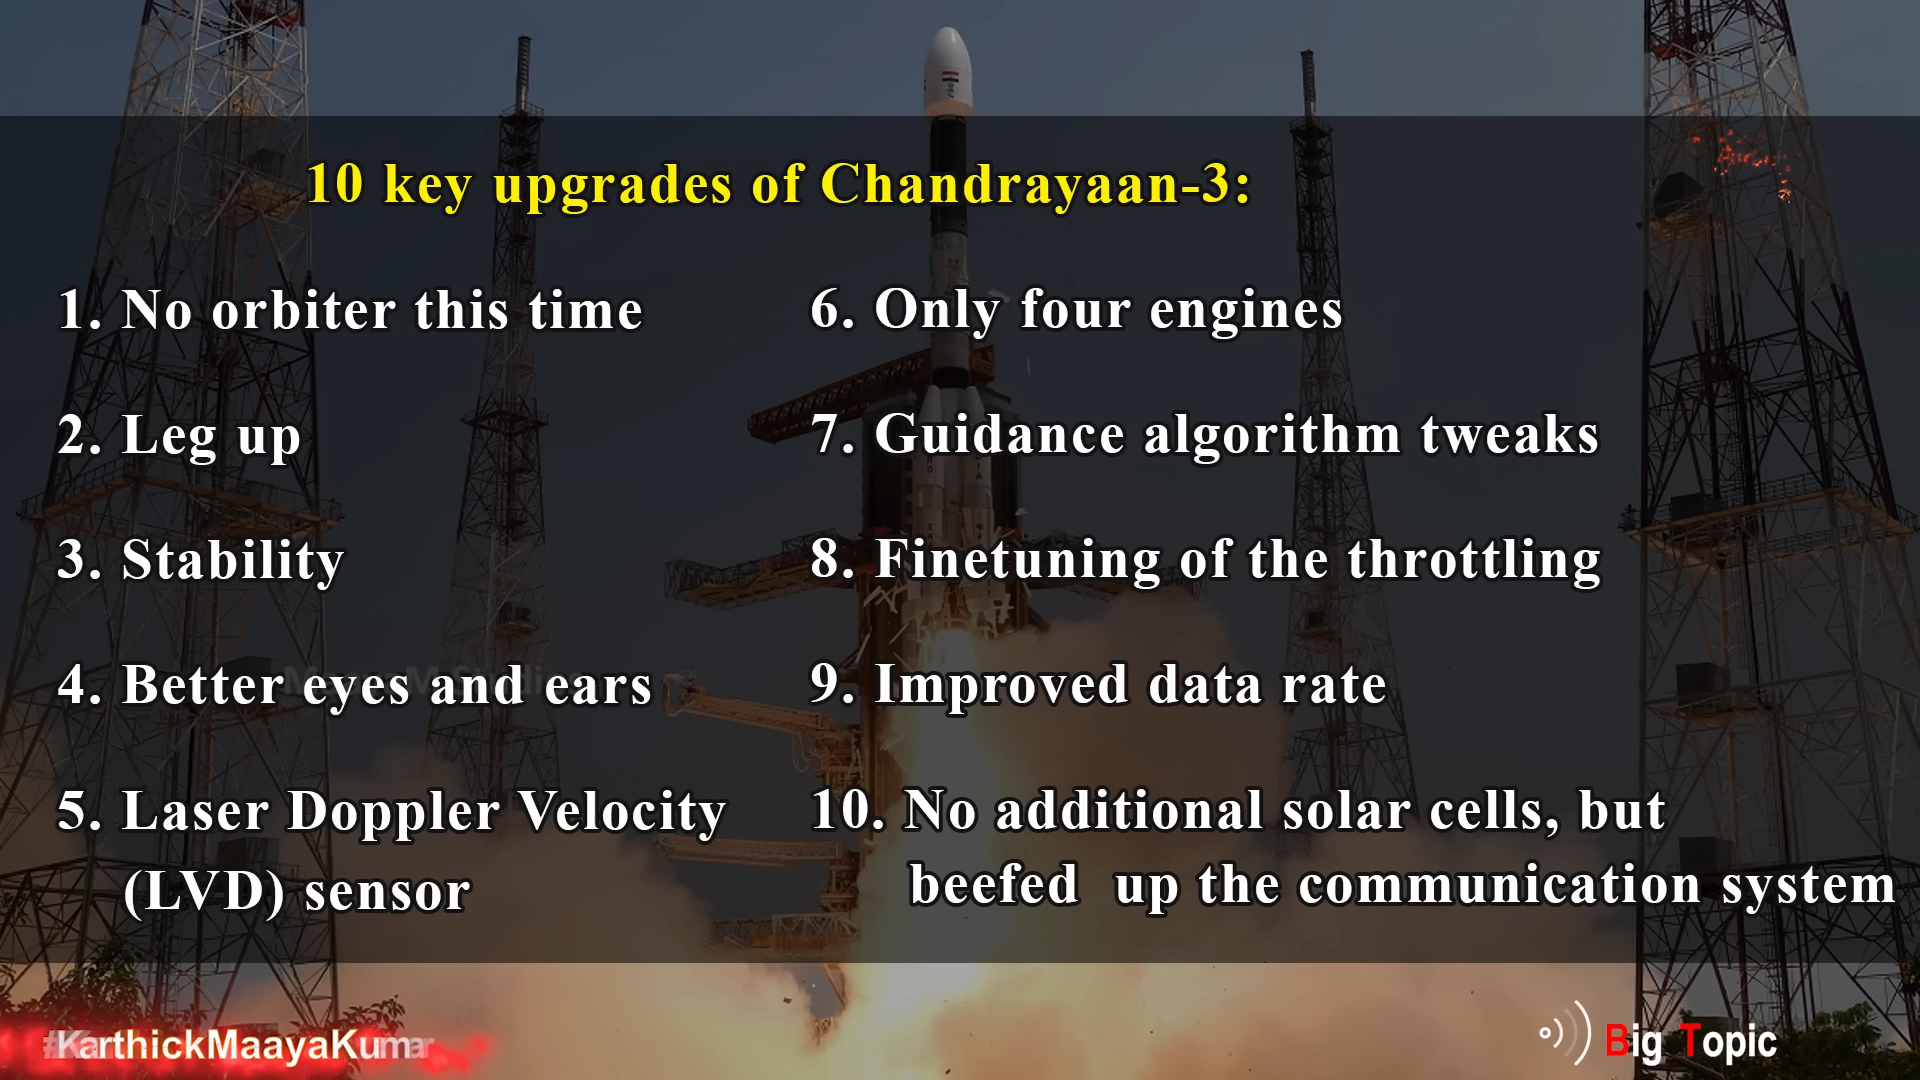 10 key upgrades of Chandrayaan-3:
1. No orbiter this time
2. Leg up
3. Stability
4. Better eyes and ears
5. Laser Doppler Velocity
(LVD) sensor
6. Only four engines
7. Guidance algorithm tweaks
8. Finetuning of the throttling
9. Improved data rate
10. No additional solar cells, but
beefed up the communication system
#KarthickMaayaKumar
Big Topic